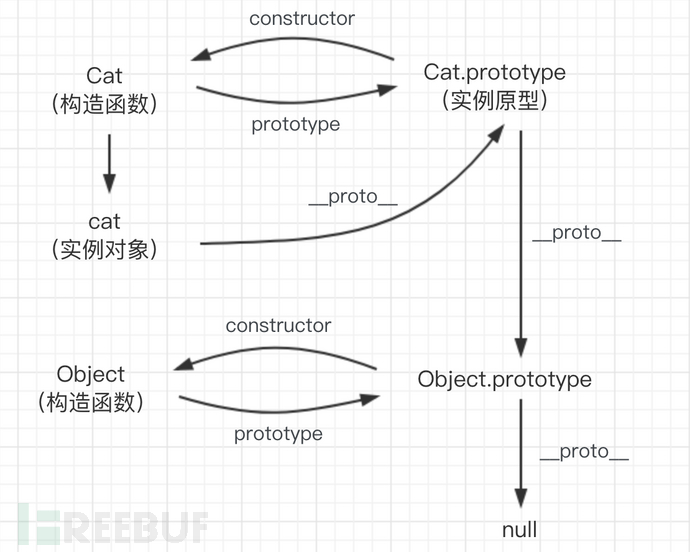 constructor
Cat
(构造函数)
Cat.prototype
(实例原型)
prototype
cat
(实例对象)
__proto__
__proto__
constructor
Object
(构造函数)
Object.prototype
prototype
__proto__
null
FREEBUF